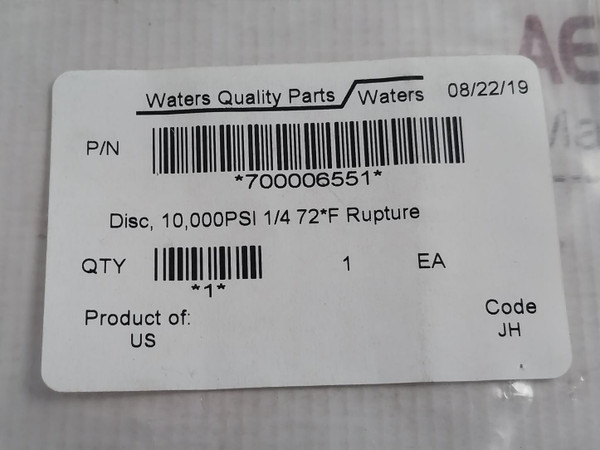 Waters Quality Parts Waters 08/22/19
P/N
*700006551*
Disc, 10,000PSI 1/4 72*F Rupture
QTY 1 EA
*1*
Product of: Code
US JH